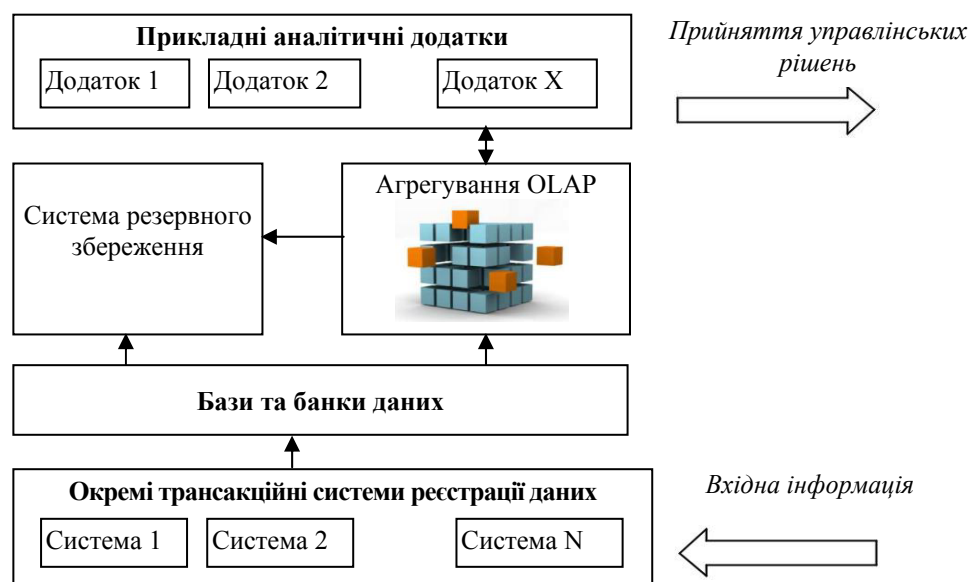 Прикладні аналітичні додатки
Додаток 1
Додаток 2
Додаток X
Прийняття управлінських
рішень
Система резервного
збереження
Агрегування OLAP
Бази та банки даних
Окремі трансакційні системи реєстрації даних
Система 1
Система 2
Система N
Вхідна інформація